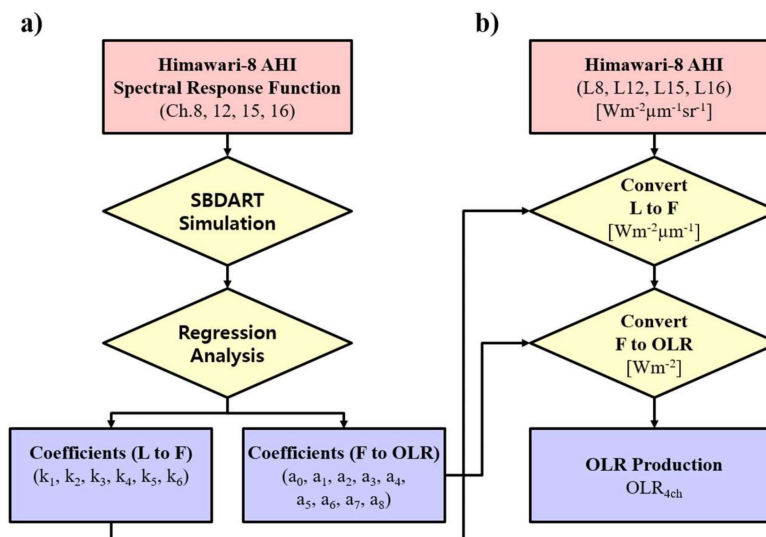 a)
Himawari-8 AHI
Spectral Response Function
(Ch.8, 12, 15, 16)
SBDART
Simulation
Regression
Analysis
Coefficients (L to F)
(k₁, k₂, k₃, k₄, k₅, k₆)
Coefficients (F to OLR)
(a₀, a₁, a₂, a₃, a₄,
a₅, a₆, a₇, a₈)
b)
Himawari-8 AHI
(L8, L12, L15, L16)
[Wm⁻²µm⁻¹sr⁻¹]
Convert
L to F
[Wm⁻²µm⁻¹]
Convert
F to OLR
[Wm⁻²]
OLR Production
OLR₄ch